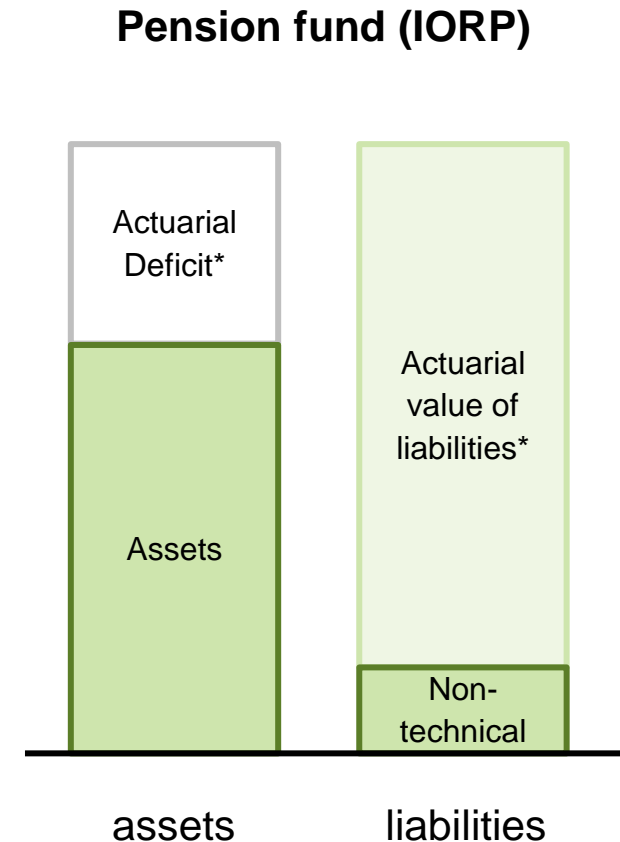 Pension fund (IORP)
Actuarial
Deficit*
Assets
Actuarial
value of
liabilities*
Non-
technical
assets
liabilities